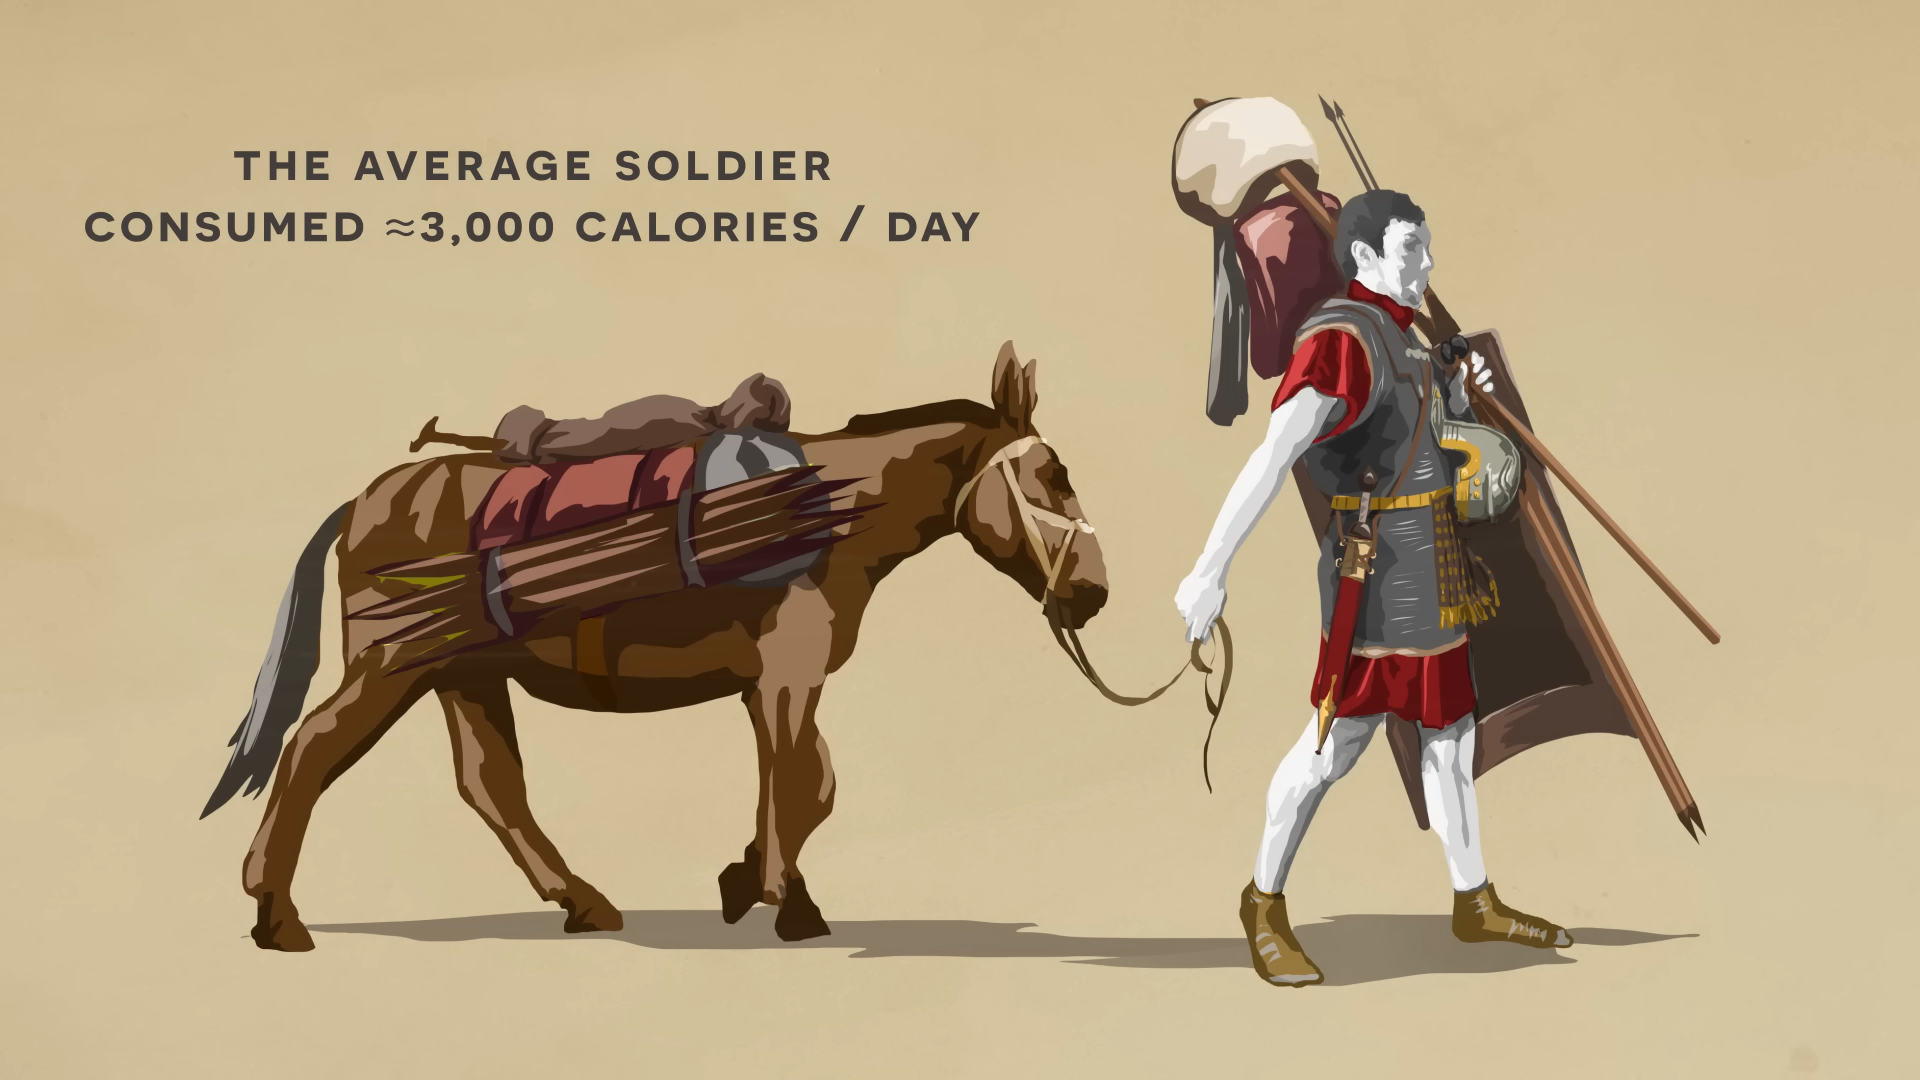 THE AVERAGE SOLDIER
CONSUMED ≈3,000 CALORIES / DAY